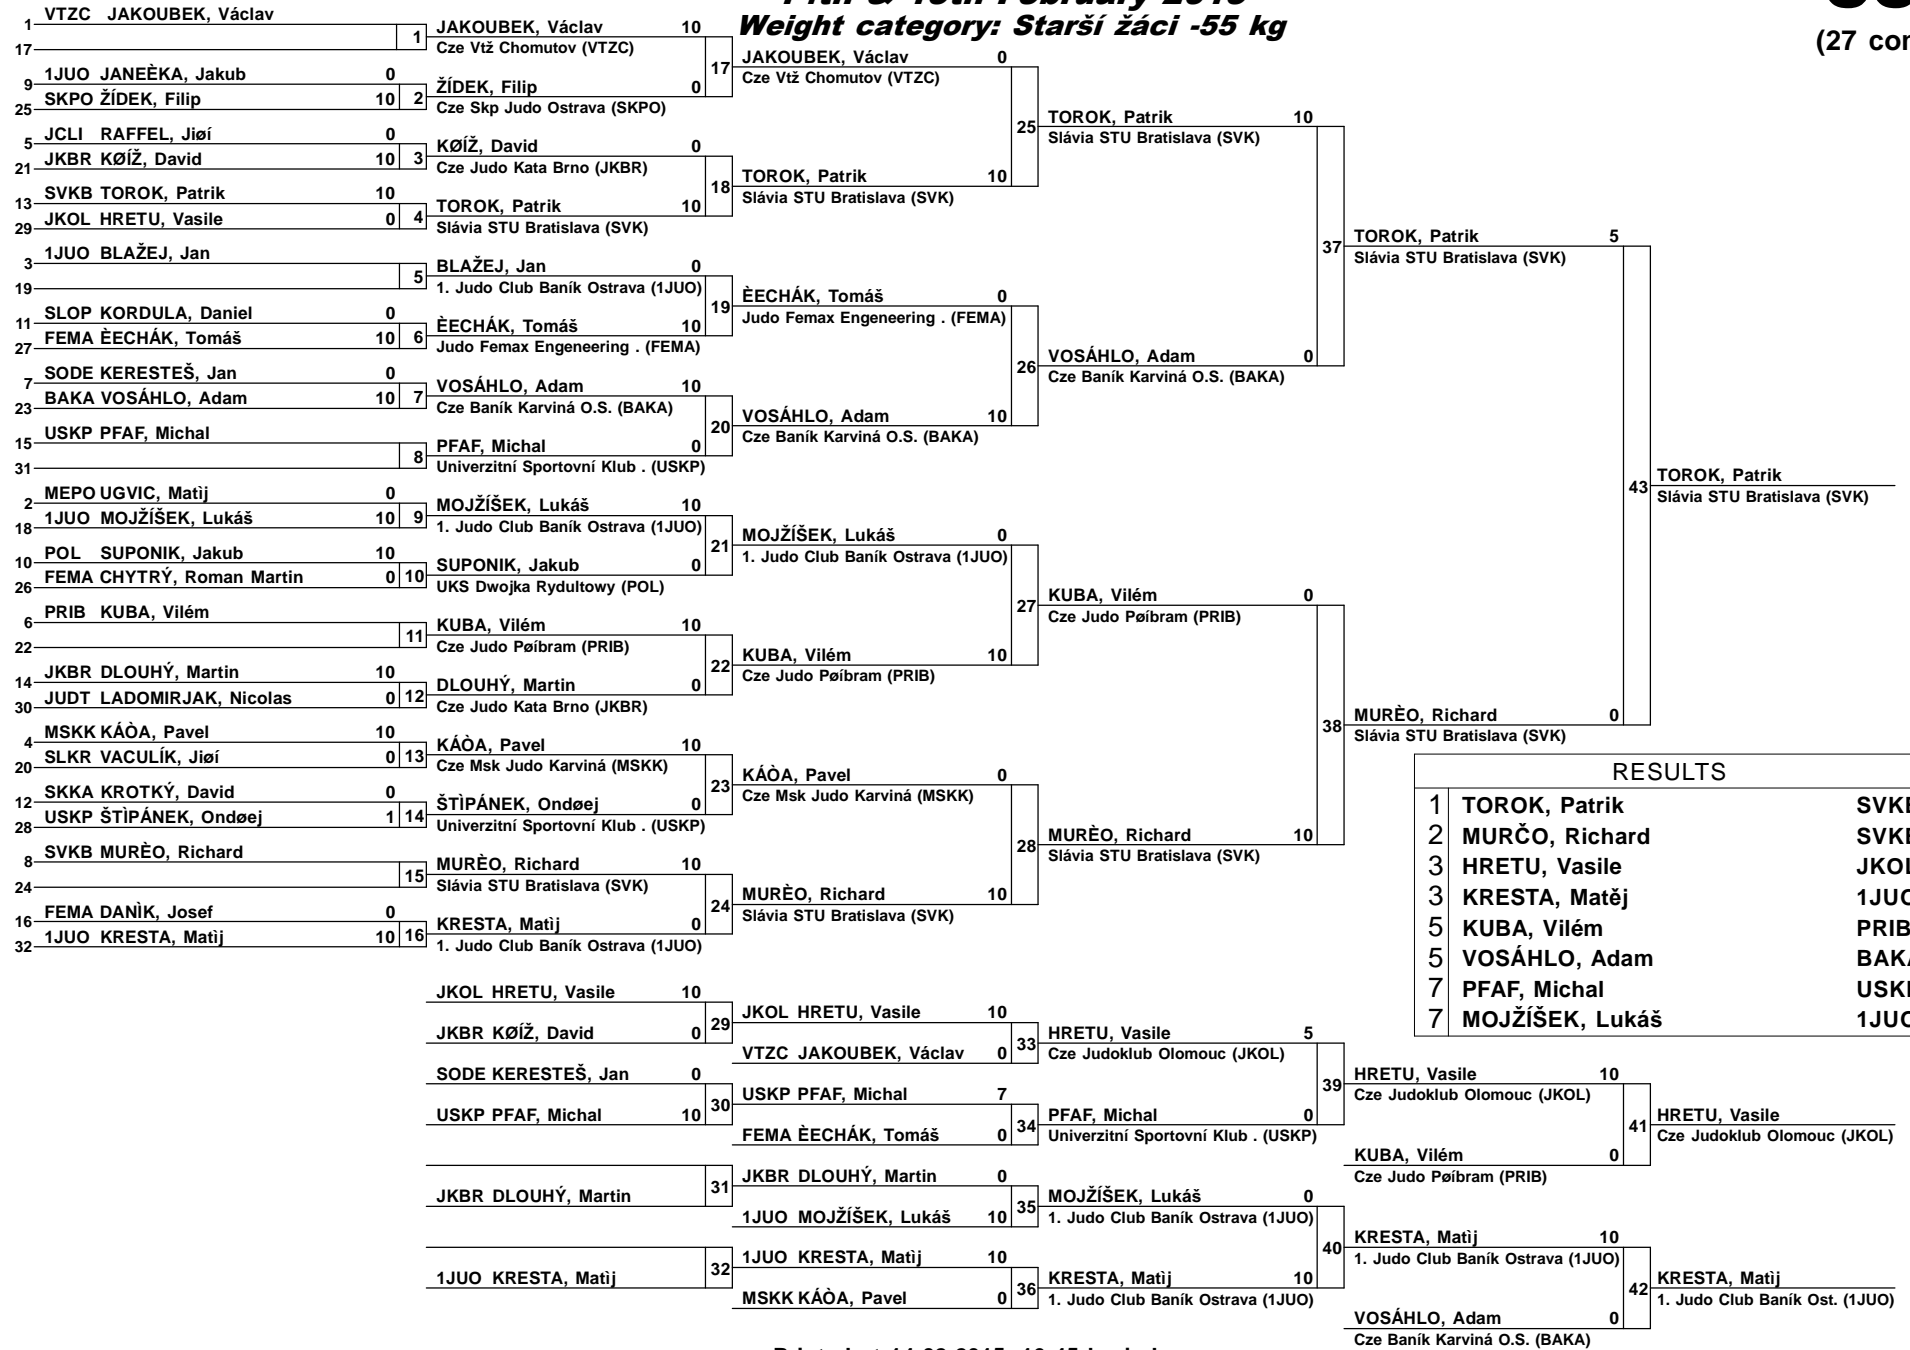 Weight category: Starší žáci -55 kg
1 VTZC JAKOUBEK, Václav
17
1
9 1JUO JANEÈKA, Jakub 0
25 SKPO ŽÍDEK, Filip 10
2
5 JCLI RAFFEL, Jiøí 0
21 JKBR KØÍŽ, David 10
3
13 SVKB TOROK, Patrik 10
29 JKOL HRETU, Vasile 0
4
3 1JUO BLAŽEJ, Jan
19
5
11 SLOP KORDULA, Daniel 0
27 FEMA ÈECHÁK, Tomáš 10
6
7 SODE KERESTEŠ, Jan 0
23 BAKA VOSÁHLO, Adam 10
7
15 USKP PFAF, Michal
31
8
2 MEPO UGVIC, Matìj 0
18 1JUO MOJŽÍŠEK, Lukáš 10
9
10 POL SUPONIK, Jakub 10
26 FEMA CHYTRÝ, Roman Martin 0
10
6 PRIB KUBA, Vilém
22
11
14 JKBR DLOUHÝ, Martin 10
30 JUDT LADOMIRJAK, Nicolas 0
12
4 MSKK KÁÒA, Pavel 10
20 SLKR VACULÍK, Jiøí 0
13
12 SKKA KROTKÝ, David 0
28 USKP ŠTÌPÁNEK, Ondøej 1
14
8 SVKB MURÈO, Richard
24
15
16 FEMA DANÌK, Josef 0
32 1JUO KRESTA, Matìj 10
16
JAKOUBEK, Václav 10
Cze Vtž Chomutov (VTZC)
17
ŽÍDEK, Filip 0
Cze Skp Judo Ostrava (SKPO)
KØÍŽ, David 0
Cze Judo Kata Brno (JKBR)
18
TOROK, Patrik 10
Slávia STU Bratislava (SVK)
BLAŽEJ, Jan 0
1. Judo Club Baník Ostrava (1JUO)
19
ÈECHÁK, Tomáš 10
Judo Femax Engeneering . (FEMA)
VOSÁHLO, Adam 10
Cze Baník Karviná O.S. (BAKA)
20
PFAF, Michal 0
Univerzitní Sportovní Klub . (USKP)
MOJŽÍŠEK, Lukáš 10
1. Judo Club Baník Ostrava (1JUO)
21
SUPONIK, Jakub 0
UKS Dwojka Rydultowy (POL)
KUBA, Vilém 10
Cze Judo Pøíbram (PRIB)
22
DLOUHÝ, Martin 0
Cze Judo Kata Brno (JKBR)
KÁÒA, Pavel 10
Cze Msk Judo Karviná (MSKK)
23
ŠTÌPÁNEK, Ondøej 0
Univerzitní Sportovní Klub . (USKP)
MURÈO, Richard 10
Slávia STU Bratislava (SVK)
24
KRESTA, Matìj 0
1. Judo Club Baník Ostrava (1JUO)
JAKOUBEK, Václav 0
Cze Vtž Chomutov (VTZC)
25
TOROK, Patrik 10
Slávia STU Bratislava (SVK)
ÈECHÁK, Tomáš 0
Judo Femax Engeneering . (FEMA)
26
VOSÁHLO, Adam 10
Cze Baník Karviná O.S. (BAKA)
MOJŽÍŠEK, Lukáš 0
1. Judo Club Baník Ostrava (1JUO)
27
KUBA, Vilém 10
Cze Judo Pøíbram (PRIB)
KÁÒA, Pavel 0
Cze Msk Judo Karviná (MSKK)
28
MURÈO, Richard 10
Slávia STU Bratislava (SVK)
TOROK, Patrik 10
Slávia STU Bratislava (SVK)
37
VOSÁHLO, Adam 0
Cze Baník Karviná O.S. (BAKA)
KUBA, Vilém 0
Cze Judo Pøíbram (PRIB)
38
MURÈO, Richard 10
Slávia STU Bratislava (SVK)
TOROK, Patrik 5
Slávia STU Bratislava (SVK)
43
MURÈO, Richard 0
Slávia STU Bratislava (SVK)
TOROK, Patrik
Slávia STU Bratislava (SVK)
(27
RESULTS
1 TOROK, Patrik
2 MURČO, Richard
3 HRETU, Vasile
3 KRESTA, Matěj
5 KUBA, Vilém PRIB
5 VOSÁHLO, Adam
7 PFAF, Michal
7 MOJŽÍŠEK, Lukáš
JKOL HRETU, Vasile 10
29
JKBR KØÍŽ, David 0
SODE KERESTEŠ, Jan 0
30
USKP PFAF, Michal 10
31
JKBR DLOUHÝ, Martin
32
1JUO KRESTA, Matìj
JKOL HRETU, Vasile 10
33
VTZC JAKOUBEK, Václav 0
USKP PFAF, Michal 7
34
FEMA ÈECHÁK, Tomáš 0
JKBR DLOUHÝ, Martin 0
35
1JUO MOJŽÍŠEK, Lukáš 10
1JUO KRESTA, Matìj 10
36
MSKK KÁÒA, Pavel 0
HRETU, Vasile 5
Cze Judoklub Olomouc (JKOL)
39
PFAF, Michal 0
Univerzitní Sportovní Klub . (USKP)
MOJŽÍŠEK, Lukáš 0
1. Judo Club Baník Ostrava (1JUO)
40
KRESTA, Matìj 10
1. Judo Club Baník Ostrava (1JUO)
HRETU, Vasile 10
Cze Judoklub Olomouc (JKOL)
41
KUBA, Vilém 0
Cze Judo Pøíbram (PRIB)
KRESTA, Matìj 10
1. Judo Club Baník Ostrava (1JUO)
42
VOSÁHLO, Adam 0
Cze Baník Karviná O.S. (BAKA)
HRETU, Vasile
Cze Judoklub Olomouc (JKOL)
KRESTA, Matìj
1. Judo Club Baník Ost. (1JUO)